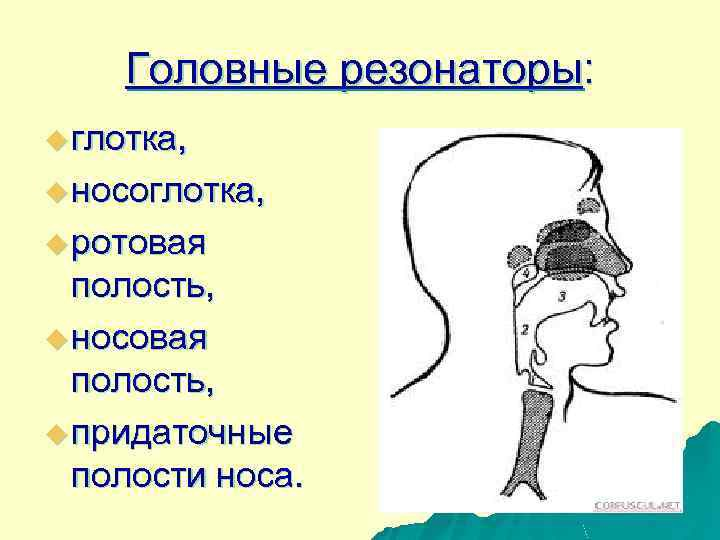 Головные резонаторы:
глотка,
носоглотка,
ротовая
полость,
носовая
полость,
придаточные
полости носа.
4
3
2
CORPUSCUL.NET